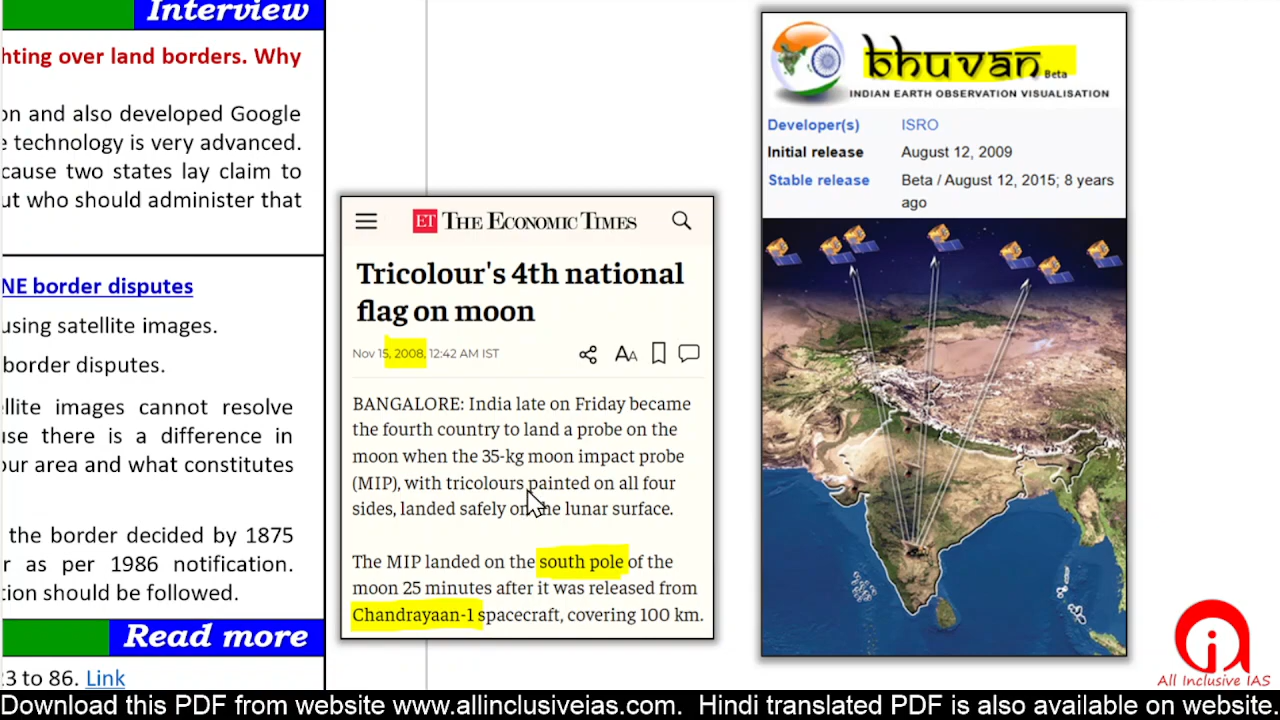 Interview
hting over land borders. Why
on and also developed Google
e technology is very advanced.
cause two states lay claim to
ut who should administer that
NE border disputes
using satellite images.
border disputes.
llite images cannot resolve
use there is a difference in
our area and what constitutes
the border decided by 1875
r as per 1986 notification.
tion should be followed.
Read more
23 to 86. Link
ET THE ECONOMIC TIMES
Tricolour's 4th national
flag on moon
Nov 15, 2008, 12:42 AM IST
AA
BANGALORE: India late on Friday became
the fourth country to land a probe on the
moon when the 35-kg moon impact probe
(MIP), with tricolours painted on all four
sides, landed safely on the lunar surface.
The MIP landed on the south pole of the
moon 25 minutes after it was released from
Chandrayaan-1 spacecraft, covering 100 km.
bhuvan Beta
INDIAN EARTH OBSERVATION VISUALISATION
Developer(s) ISRO
Initial release August 12, 2009
Stable release Beta / August 12, 2015; 8 years
ago
All Inclusive IAS
Download this PDF from website www.allinclusiveias.com. Hindi translated PDF is also available on website.